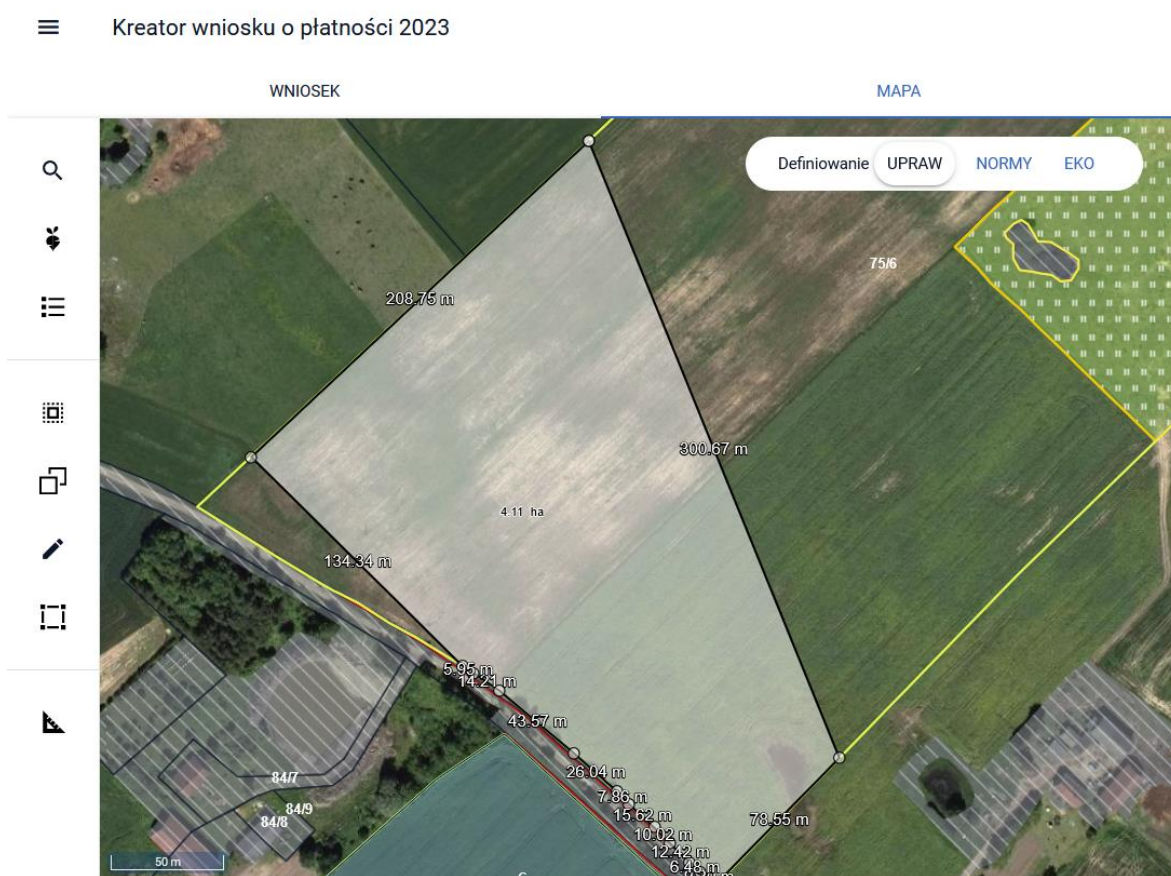 Kreator wniosku o płatności 2023
WNIOSEK
MAPA
Definiowanie UPRAW NORMY EKO
75/6
208.75 m
300.67 m
4.11 ha
134.34 m
5.95 m
14.21 m
43.57 m
26.04 m
84/7
7.86 m
84/9
15.62 m
84/8
78.55 m
10.02 m
12.42 m
50 m
6.48 m